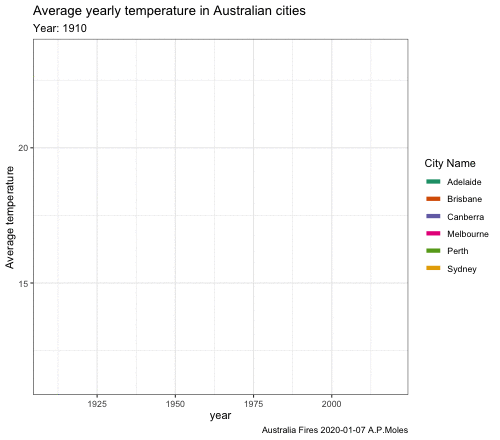 Average yearly temperature in Australian cities
Year: 1910
Average temperature
20
15
1925
1950
1975
2000
year
City Name
Adelaide
Brisbane
Canberra
Melbourne
Perth
Sydney
Australia Fires 2020-01-07 A.P.Moles